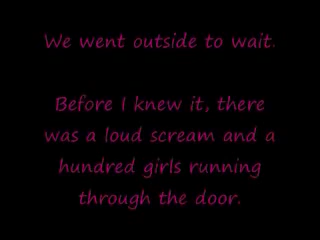 We went outside to wait.
Before I knew it, there
was a loud scream and a
hundred girls running
through the door.